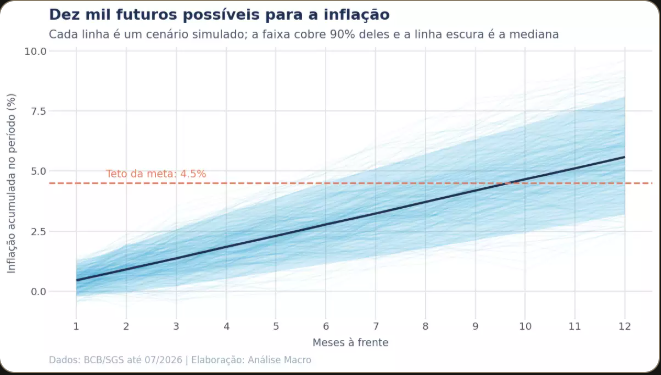 Dez mil futuros possíveis para a inflação
Cada linha é um cenário simulado; a faixa cobre 90% deles e a linha escura é a mediana
Inflação acumulada no período (%)
10.0
7.5
5.0
2.5
0.0
Teto da meta: 4.5%
1 2 3 4 5 6 7 8 9 10 11 12
Meses à frente
Dados: BCB/SGS até 07/2026 | Elaboração: Análise Macro